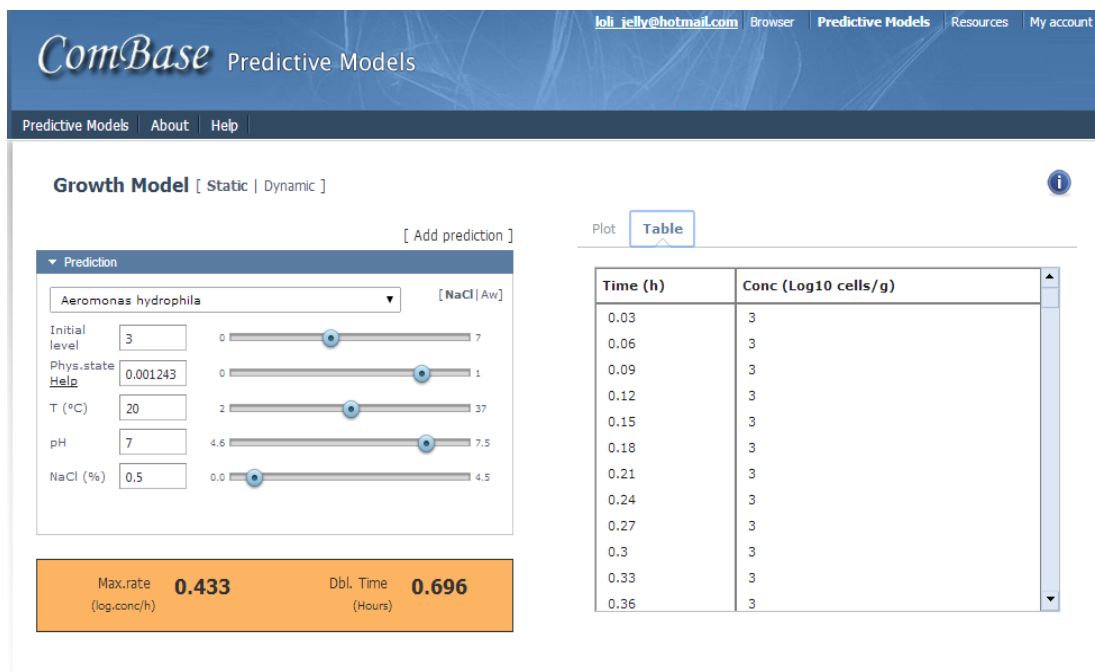 loli_jelly@hotmail.com Browser Predictive Models Resources My account
ComBase Predictive Models
Predictive Models About Help
Growth Model [ Static | Dynamic ]
i
[ Add prediction ]
Plot Table
Prediction
Aeromonas hydrophila [NaCl|Aw]
Initial level 3 0 7
Phys.state Help 0.001243 0 1
T (ºC) 20 2 37
pH 7 4.6 7.5
NaCl (%) 0.5 0.0 4.5
Max.rate (log.conc/h) 0.433 Dbl. Time (Hours) 0.696
Time (h) Conc (Log10 cells/g)
0.03 3
0.06 3
0.09 3
0.12 3
0.15 3
0.18 3
0.21 3
0.24 3
0.27 3
0.3 3
0.33 3
0.36 3